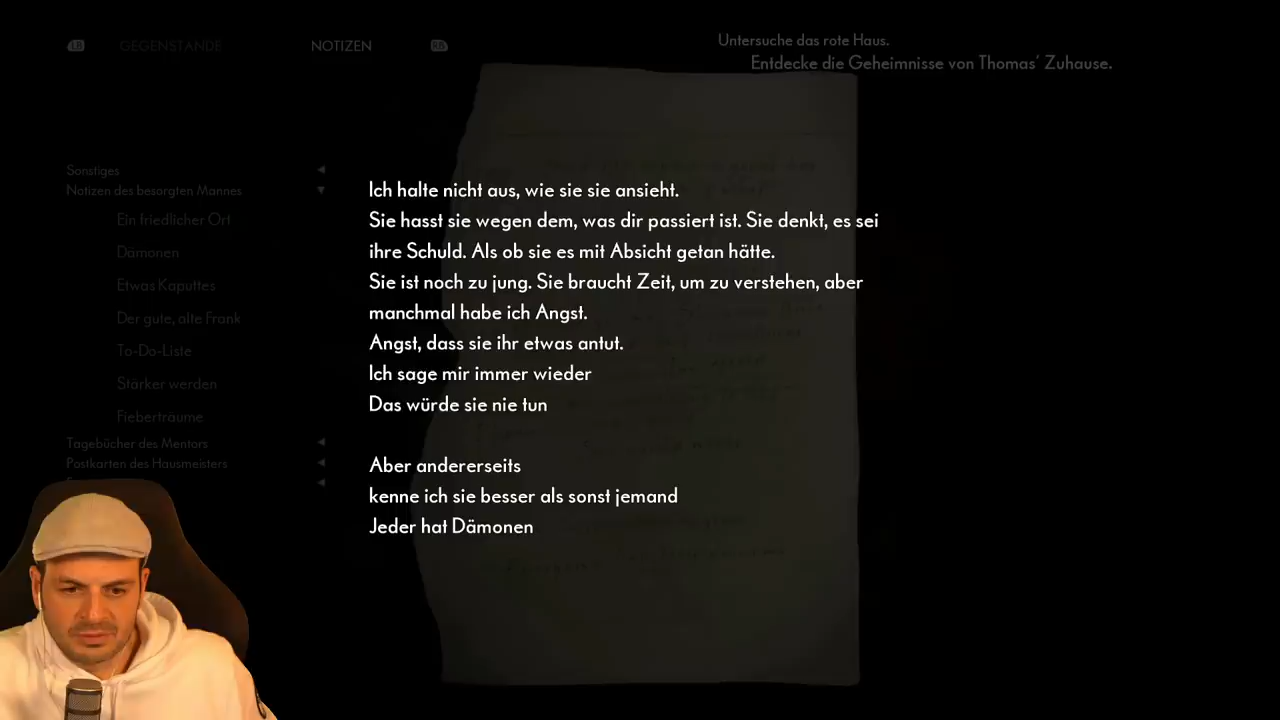 LB
GEGENSTÄNDE
NOTIZEN
RB
Untersuche das rote Haus.
Entdecke die Geheimnisse von Thomas' Zuhause.
Sonstiges
Notizen des besorgten Mannes
Ein friedlicher Ort
Dämonen
Etwas Kaputtes
Der gute, alte Frank
To-Do-Liste
Stärker werden
Fieberträume
Tagebücher des Mentors
Postkarten des Hausmeisters
Ich halte nicht aus, wie sie sie ansieht.
Sie hasst sie wegen dem, was dir passiert ist. Sie denkt, es sei
ihre Schuld. Als ob sie es mit Absicht getan hätte.
Sie ist noch zu jung. Sie braucht Zeit, um zu verstehen, aber
manchmal habe ich Angst.
Angst, dass sie ihr etwas antut.
Ich sage mir immer wieder
Das würde sie nie tun
Aber andererseits
kenne ich sie besser als sonst jemand
Jeder hat Dämonen